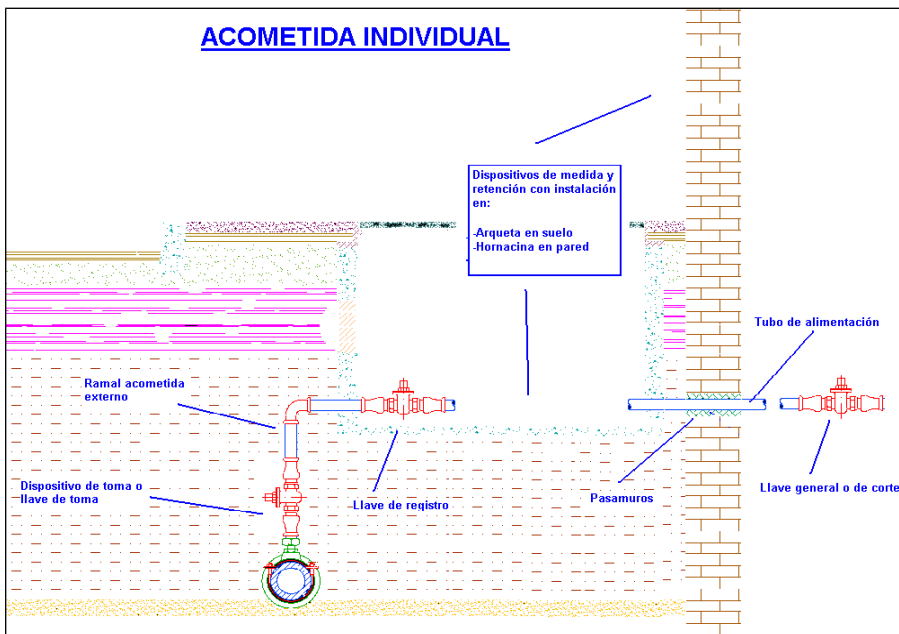 ACOMETIDA INDIVIDUAL
Dispositivos de medida y
retención con instalación
en:
-Arqueta en suelo
-Hornacina en pared
Tubo de alimentación
Ramal acometida
externo
Dispositivo de toma o
llave de toma
Llave de registro
Pasamuros
Llave general o de corte